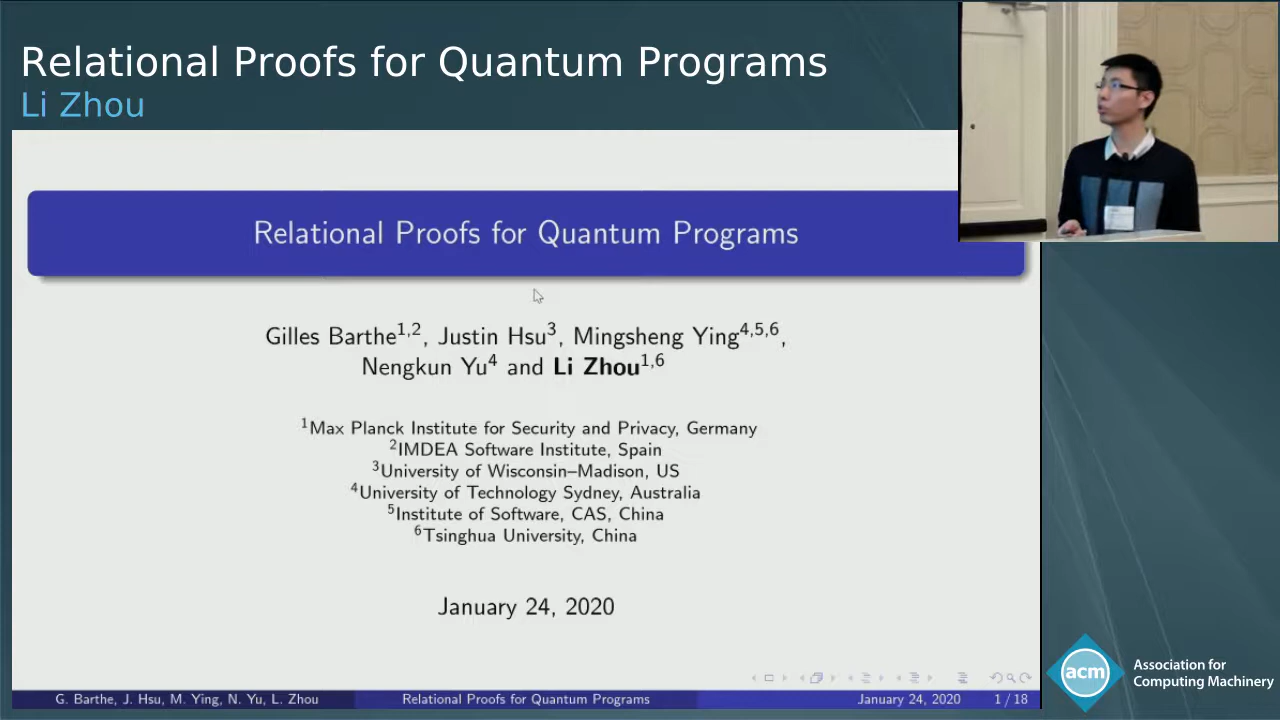 Relational Proofs for Quantum Programs
Li Zhou
Relational Proofs for Quantum Programs
Gilles Barthe1,2, Justin Hsu3, Mingsheng Ying4,5,6,
Nengkun Yu4 and Li Zhou1,6
1Max Planck Institute for Security and Privacy, Germany
2IMDEA Software Institute, Spain
3University of Wisconsin–Madison, US
4University of Technology Sydney, Australia
5Institute of Software, CAS, China
6Tsinghua University, China
January 24, 2020
G. Barthe, J. Hsu, M. Ying, N. Yu, L. Zhou
Relational Proofs for Quantum Programs
January 24, 2020
1 / 18
acm
Association for
Computing Machinery